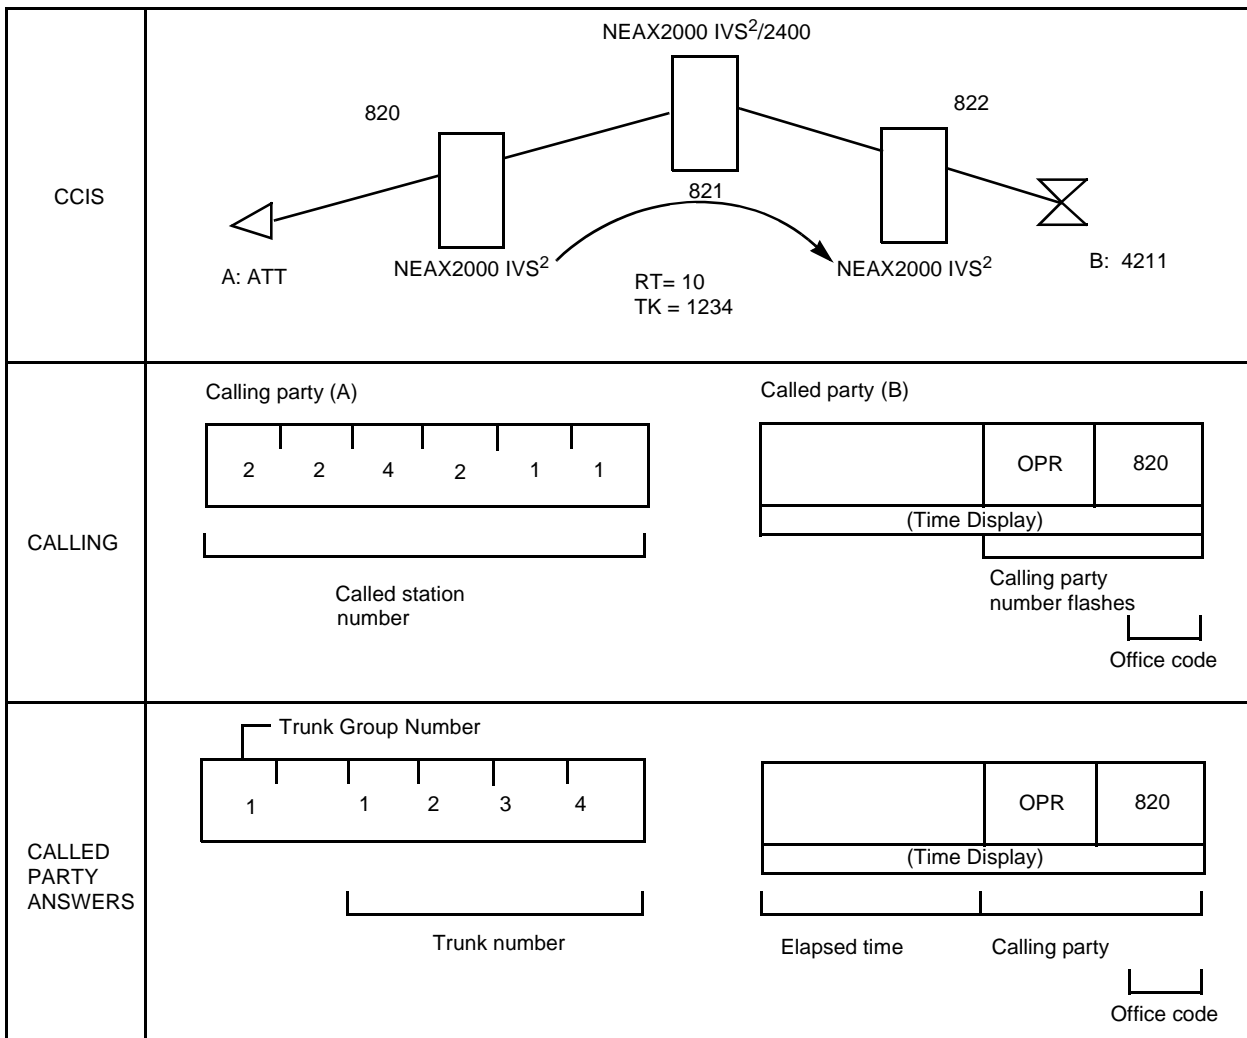 NEAX2000 IVS2/2400
820
822
CCIS
821
A: ATT
NEAX2000 IVS2
NEAX2000 IVS2
B: 4211
RT= 10
TK = 1234
Calling party (A)
Called party (B)
2 2 4 2 1 1
OPR 820
(Time Display)
CALLING
Called station
number
Calling party
number flashes
Office code
Trunk Group Number
1 1 2 3 4
OPR 820
(Time Display)
CALLED
PARTY
ANSWERS
Trunk number
Elapsed time
Calling party
Office code